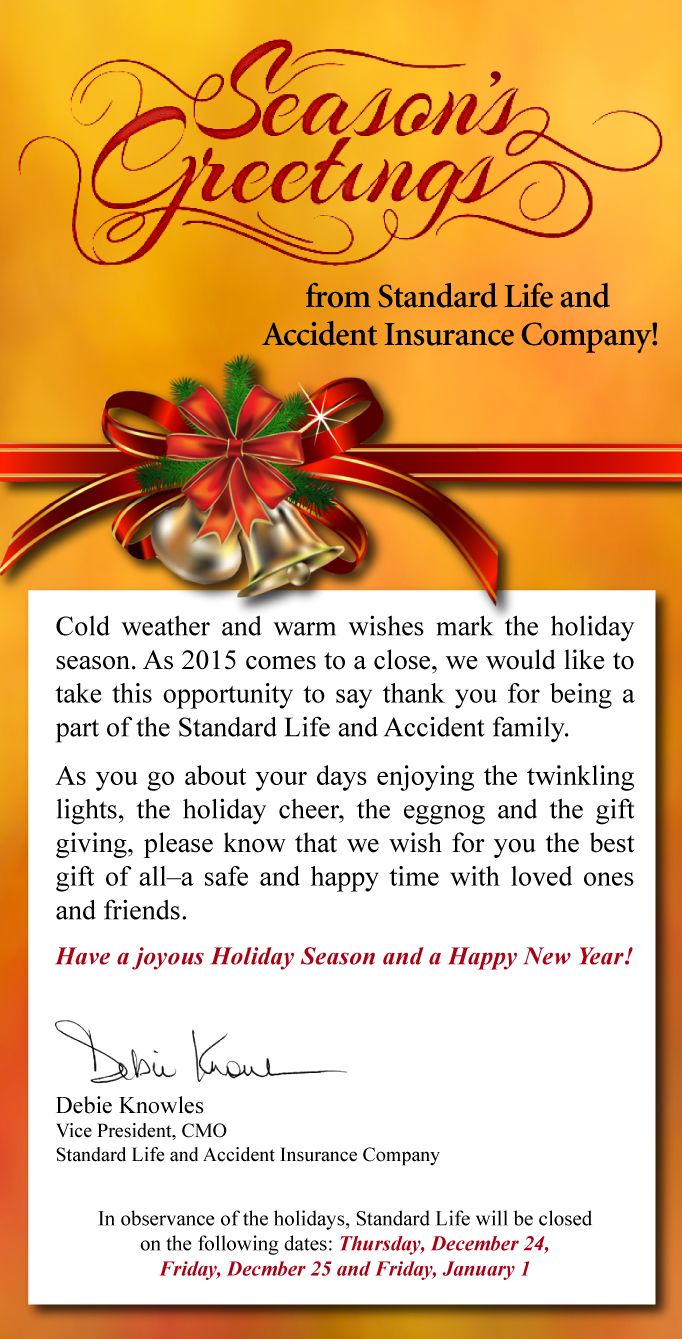 Season's
Greetings
from Standard Life and
Accident Insurance Company!
Cold weather and warm wishes mark the holiday
season. As 2015 comes to a close, we would like to
take this opportunity to say thank you for being a
part of the Standard Life and Accident family.
As you go about your days enjoying the twinkling
lights, the holiday cheer, the eggnog and the gift
giving, please know that we wish for you the best
gift of all–a safe and happy time with loved ones
and friends.
Have a joyous Holiday Season and a Happy New Year!
Debie Knowles
Debie Knowles
Vice President, CMO
Standard Life and Accident Insurance Company
In observance of the holidays, Standard Life will be closed
on the following dates: Thursday, December 24,
Friday, Decmber 25 and Friday, January 1